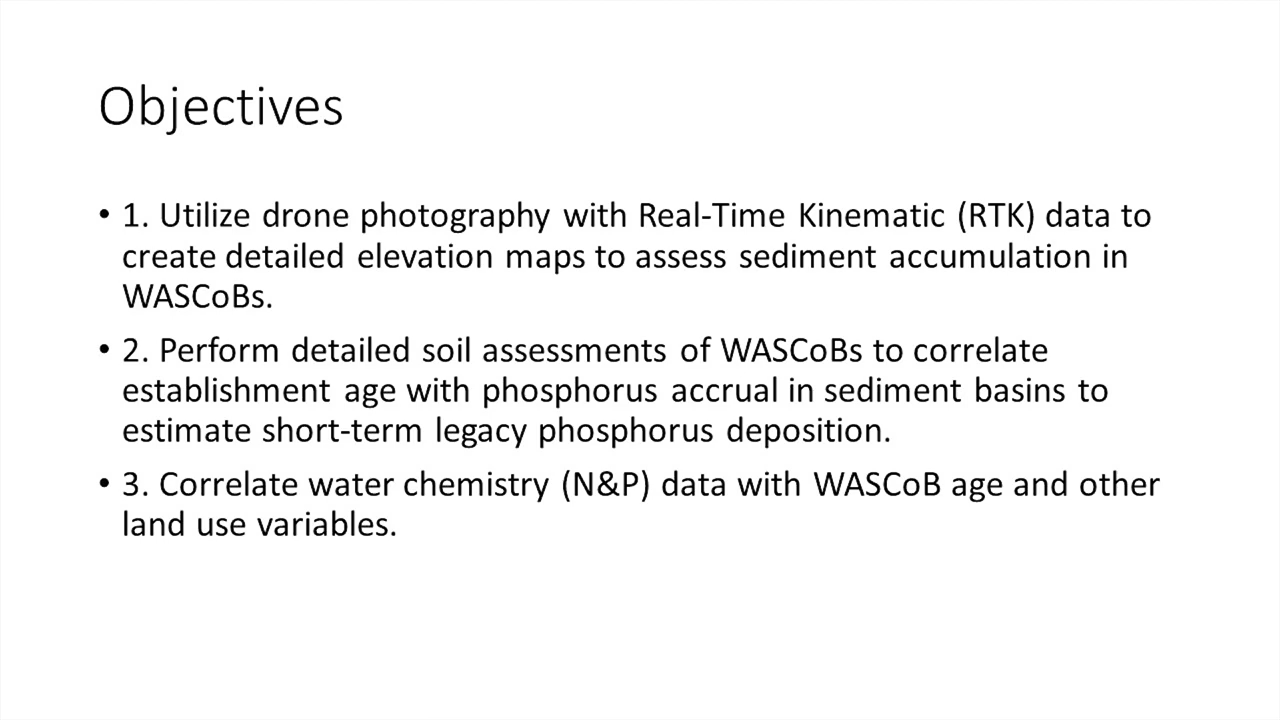 Objectives
• 1. Utilize drone photography with Real-Time Kinematic (RTK) data to
create detailed elevation maps to assess sediment accumulation in
WASCoBs.
• 2. Perform detailed soil assessments of WASCoBs to correlate
establishment age with phosphorus accrual in sediment basins to
estimate short-term legacy phosphorus deposition.
• 3. Correlate water chemistry (N&P) data with WASCoB age and other
land use variables.